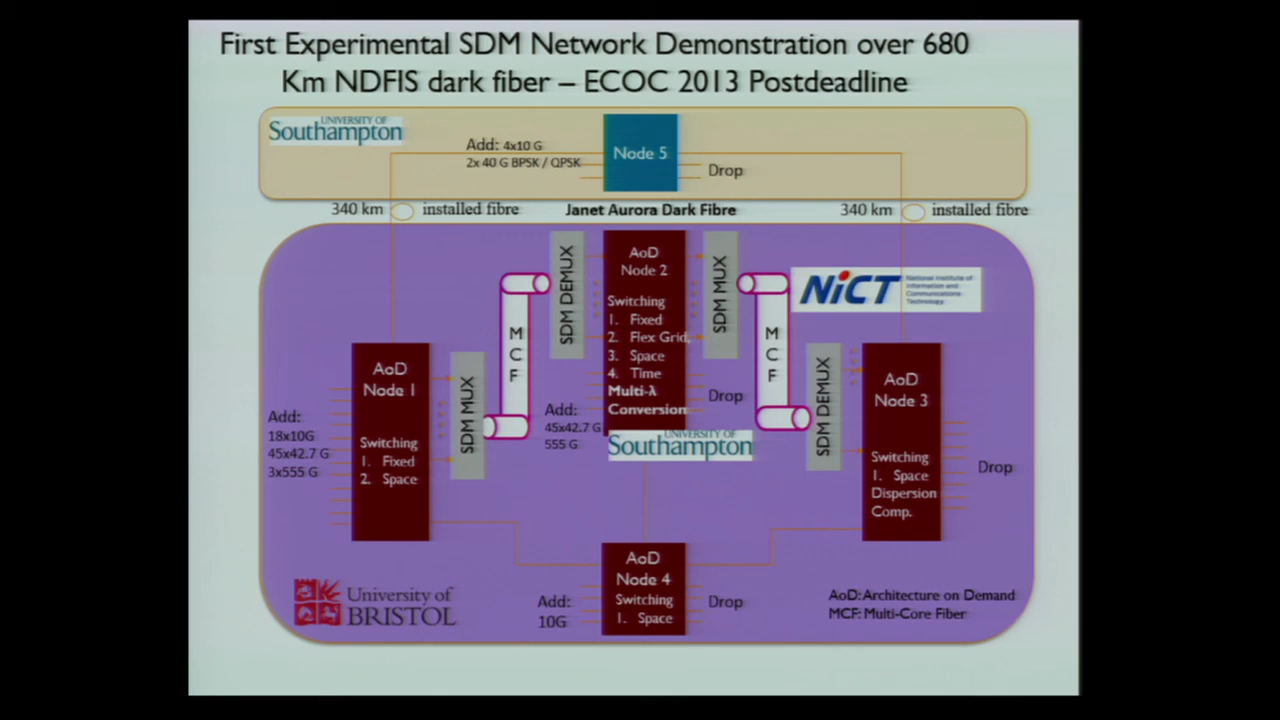 First Experimental SDM Network Demonstration over 680
Km NDFIS dark fiber – ECOC 2013 Postdeadline
UNIVERSITY OF
Southampton
Add: 4x10 G
2x 40 G BPSK / QPSK
Node 5
Drop
340 km
installed fibre
Janet Aurora Dark Fibre
340 km
installed fibre
AoD
Node 2
Switching
1. Fixed
2. Flex Grid,
3. Space
4. Time
Multi-λ
Conversion
SDM DEMUX
SDM MUX
MCF
MCF
NiCT
National Institute of
Information and
Communications
Technology
AoD
Node 1
Switching
1. Fixed
2. Space
SDM MUX
Add:
18x10G
45x42.7 G
3x555 G
Add:
45x42.7 G
555 G
Drop
UNIVERSITY OF
Southampton
SDM DEMUX
AoD
Node 3
Switching
1. Space
Dispersion
Comp.
Drop
AoD
Node 4
Switching
1. Space
Add:
10G
Drop
University of
BRISTOL
AoD: Architecture on Demand
MCF: Multi-Core Fiber